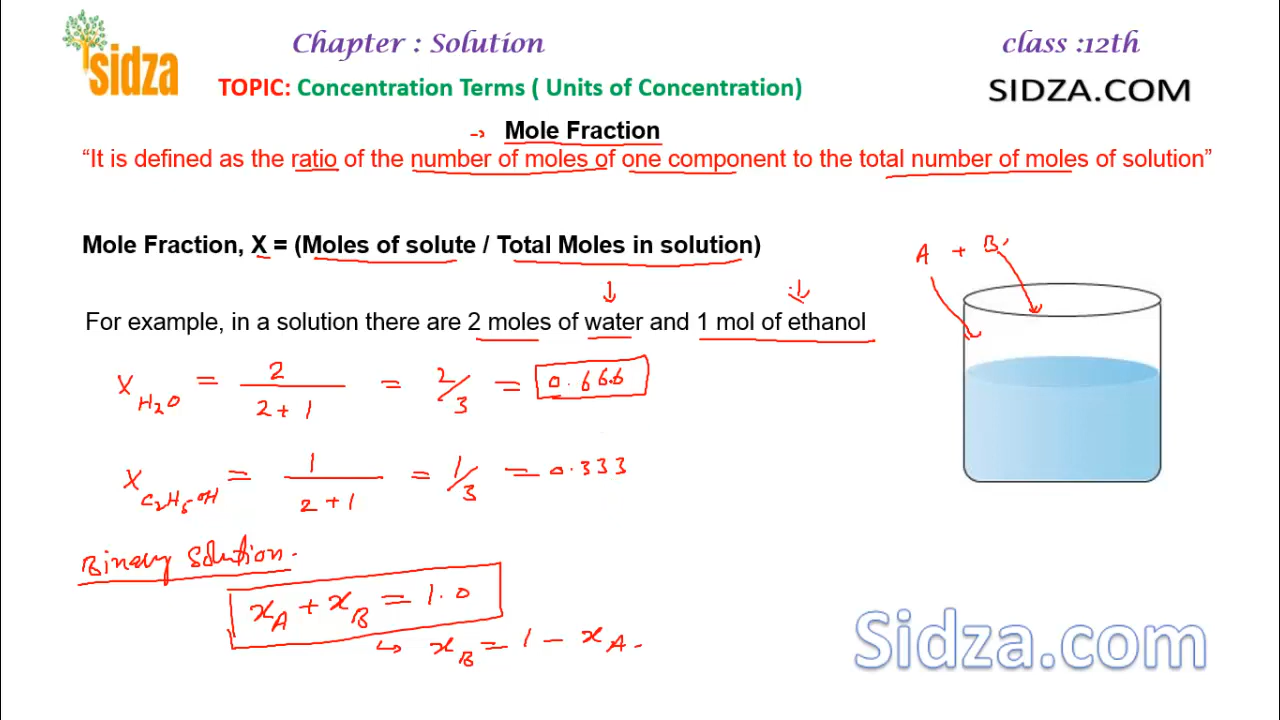 sidza
Chapter : Solution
class :12th
TOPIC: Concentration Terms ( Units of Concentration)
SIDZA.COM
→ Mole Fraction
“It is defined as the ratio of the number of moles of one component to the total number of moles of solution”
Mole Fraction, X = (Moles of solute / Total Moles in solution)
A + B
For example, in a solution there are 2 moles of water and 1 mol of ethanol
X H2O = 2 / 2+1 = 2/3 = 0.666
X C2H5OH = 1 / 2+1 = 1/3 = 0.333
Binary Solution.
xA + xB = 1.0
↳ xB = 1 - xA.
Sidza.com